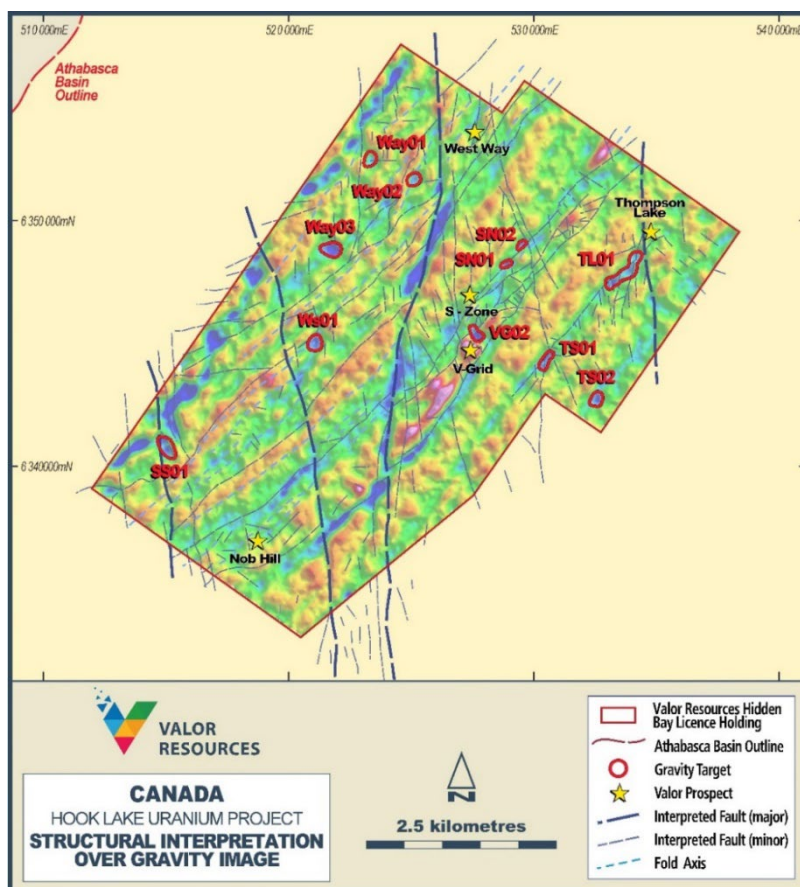 510 000mE
520 000mE
530 000mE
540 000mE
Athabasca
Basin
Outline
Way01
West Way
Way02
6 350 000mN
Thompson
Lake
Way03
SN02
SN01
TL01
S - Zone
Ws01
VG02
V-Grid
TS01
TS02
6 340 000mN
SS01
Nob Hill
VALOR
RESOURCES
CANADA
HOOK LAKE URANIUM PROJECT
STRUCTURAL INTERPRETATION
OVER GRAVITY IMAGE
N
2.5 kilometres
Valor Resources Hidden
Bay Licence Holding
Athabasca Basin Outline
Gravity Target
Valor Prospect
Interpreted Fault (major)
Interpreted Fault (minor)
Fold Axis